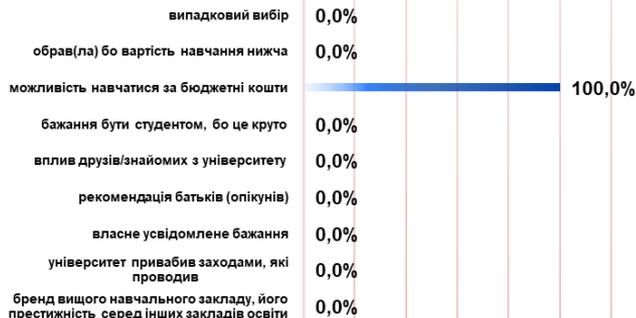 випадковий вибір 0,0%
обрав(ла) бо вартість навчання нижча 0,0%
можливість навчатися за бюджетні кошти 100,0%
бажання бути студентом, бо це круто 0,0%
вплив друзів/знайомих з університету 0,0%
рекомендація батьків (опікунів) 0,0%
власне усвідомлене бажання 0,0%
університет привабив заходами, які
проводив 0,0%
бренд вищого навчального закладу, його
престижність серед інших закладів освіти 0,0%